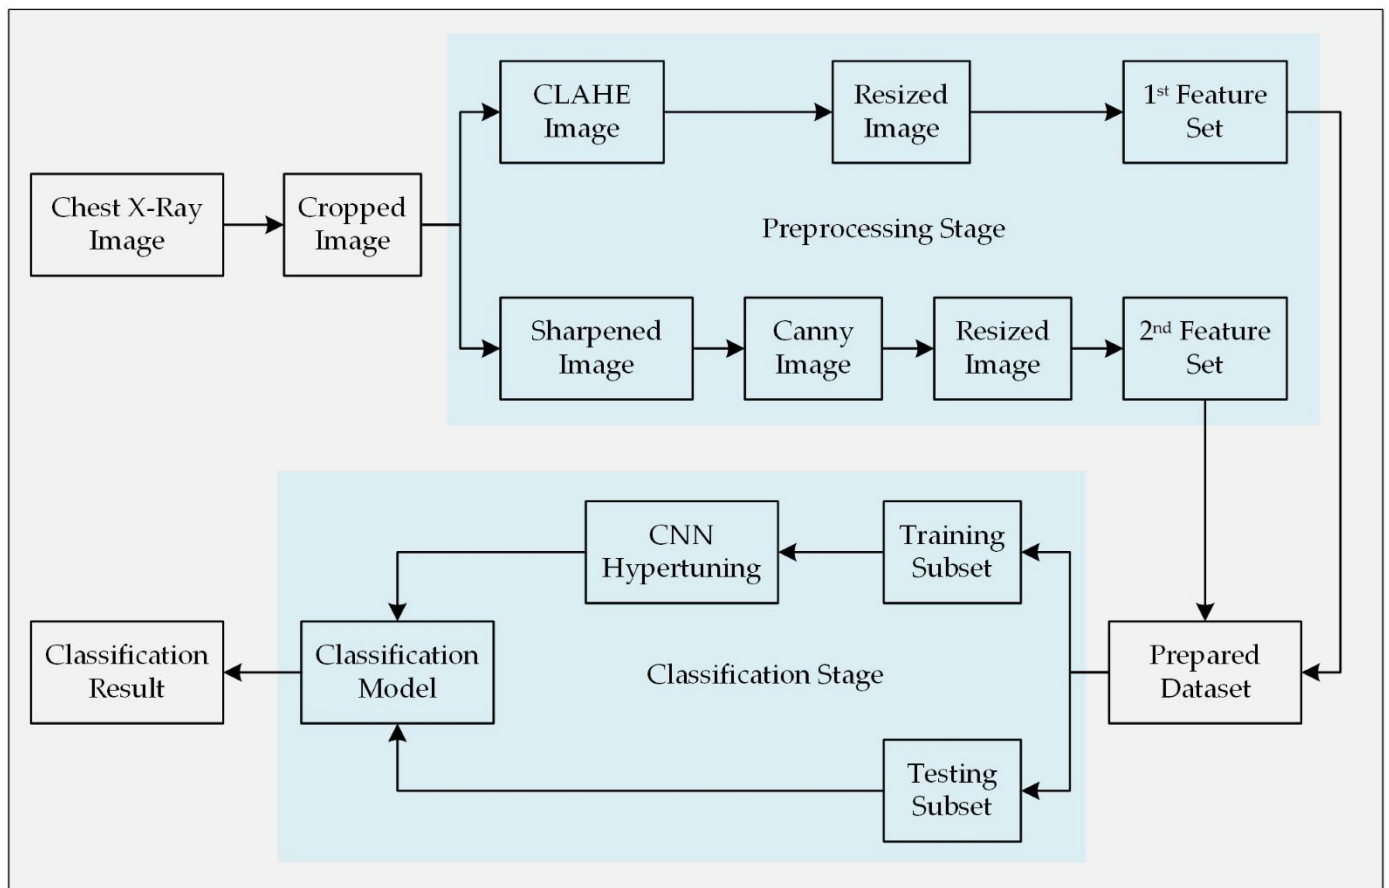 CLAHE
Image
Resized
Image
1st Feature
Set
Chest X-Ray
Image
Cropped
Image
Preprocessing Stage
Sharpened
Image
Canny
Image
Resized
Image
2nd Feature
Set
CNN
Hypertuning
Training
Subset
Classification
Result
Classification
Model
Classification Stage
Prepared
Dataset
Testing
Subset